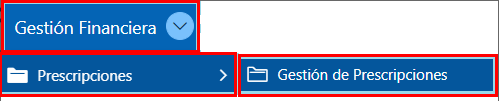 Gestión Financiera
Prescripciones
Gestión de Prescripciones